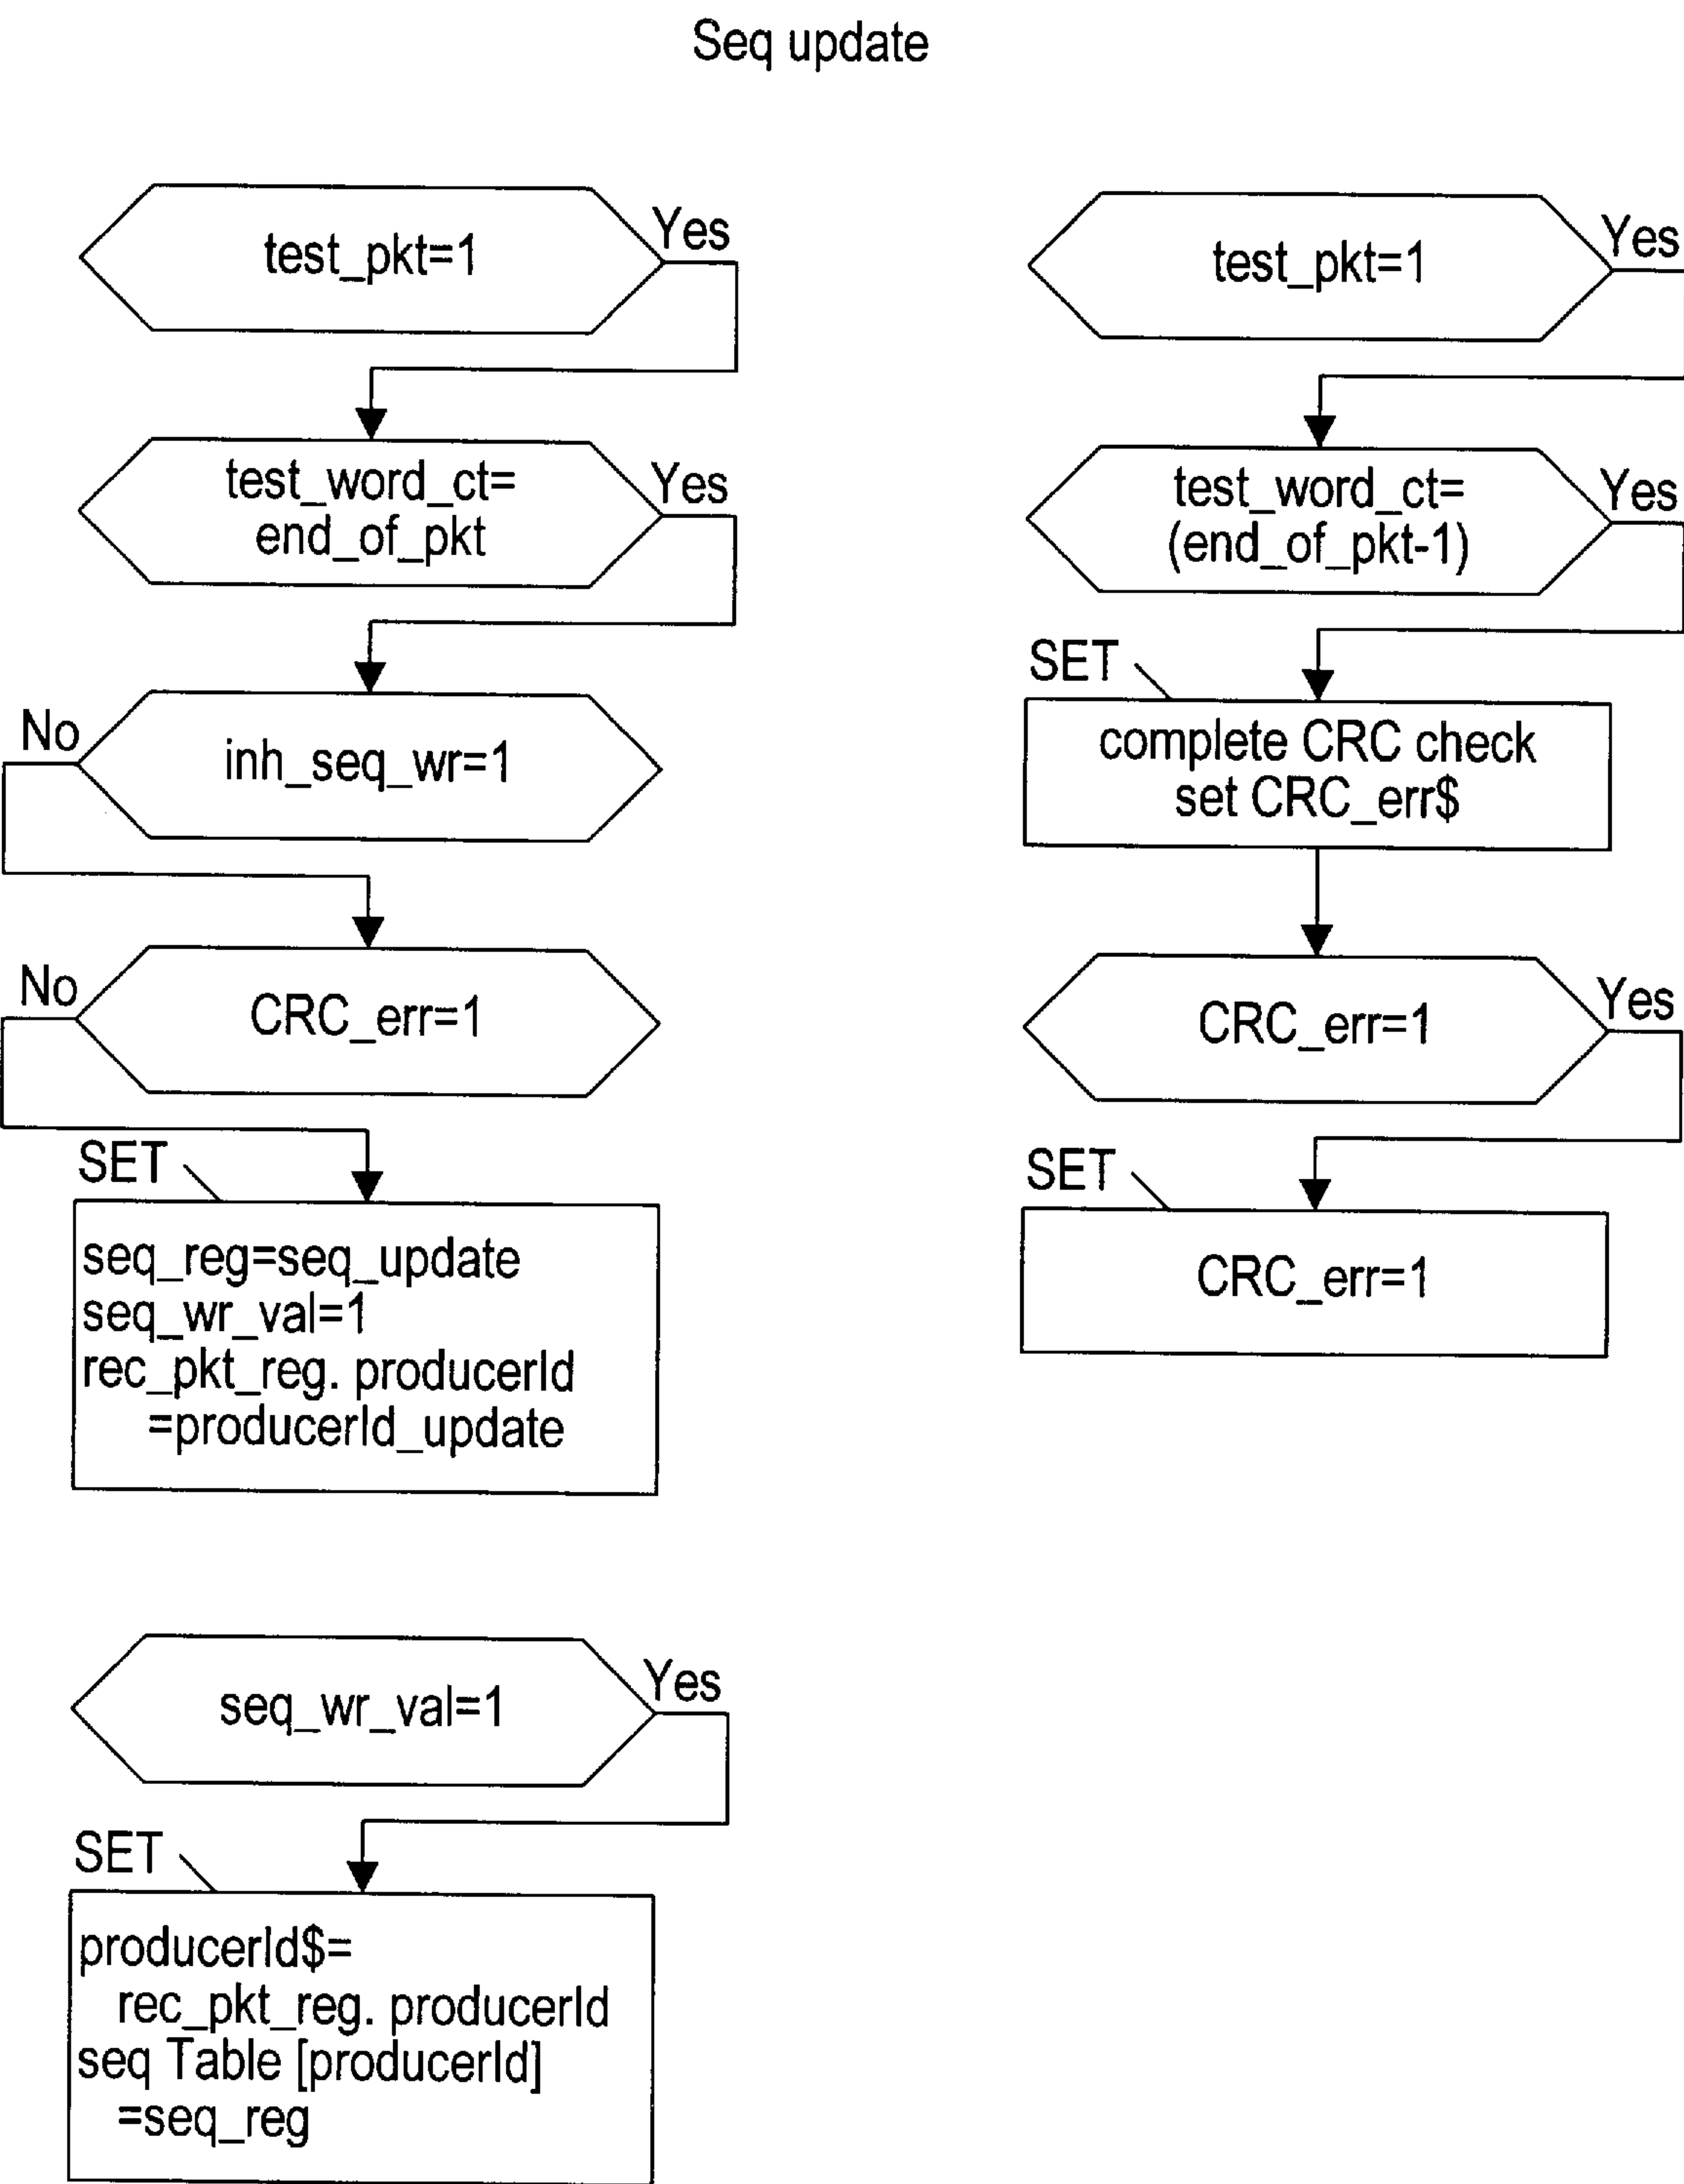 Seq update
test_pkt=1
Yes
test_word_ct=
end_of_pkt
Yes
inh_seq_wr=1
No
CRC_err=1
No
SET
seq_reg=seq_update
seq_wr_val=1
rec_pkt_reg. producerId
=producerId_update
seq_wr_val=1
Yes
SET
producerId$=
rec_pkt_reg. producerId
seq Table [producerId]
=seq_reg
test_pkt=1
Yes
test_word_ct=
(end_of_pkt-1)
Yes
SET
complete CRC check
set CRC_err$
CRC_err=1
Yes
SET
CRC_err=1